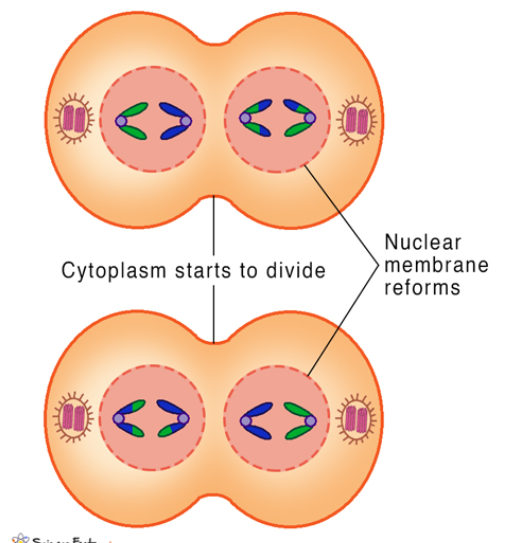 Cytoplasm starts to divide
Nuclear
membrane
reforms